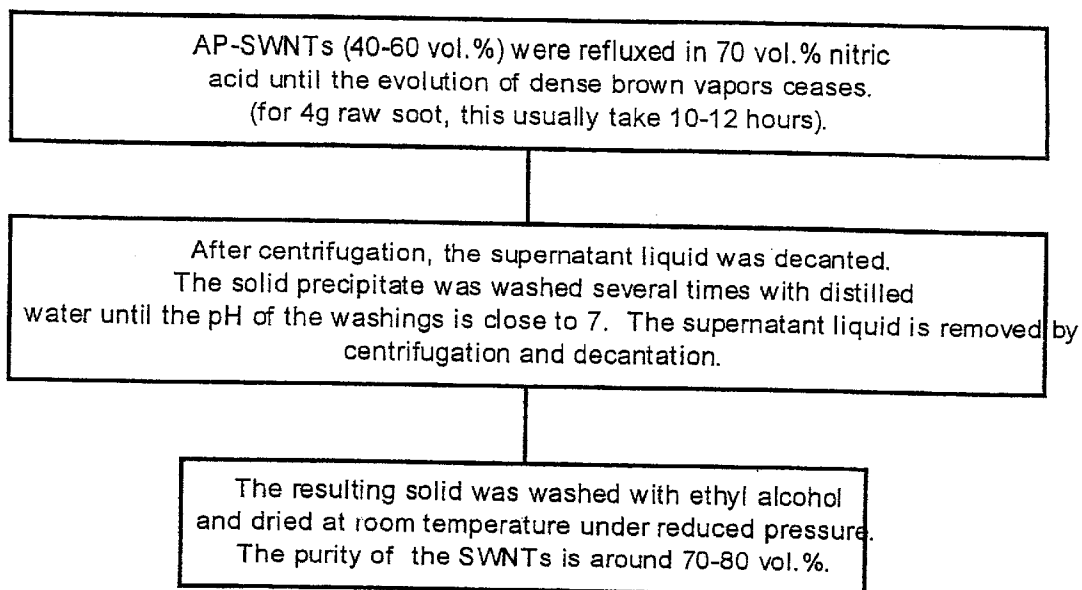 AP-SWNTs (40-60 vol.%) were refluxed in 70 vol.% nitric
acid until the evolution of dense brown vapors ceases.
(for 4g raw soot, this usually take 10-12 hours).
After centrifugation, the supernatant liquid was decanted.
The solid precipitate was washed several times with distilled
water until the pH of the washings is close to 7. The supernatant liquid is removed by
centrifugation and decantation.
The resulting solid was washed with ethyl alcohol
and dried at room temperature under reduced pressure.
The purity of the SWNTs is around 70-80 vol.%.